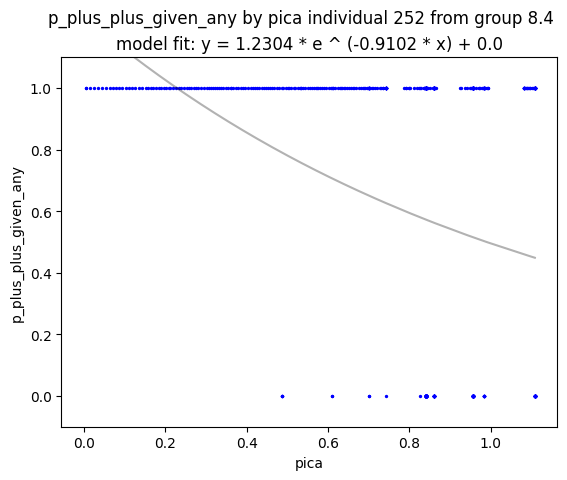 p_plus_plus_given_any by pica individual 252 from group 8.4
model fit: y = 1.2304 * e ^ (-0.9102 * x) + 0.0
1.0
0.8
0.6
0.4
0.2
0.0
p_plus_plus_given_any
0.0 0.2 0.4 0.6 0.8 1.0
pica